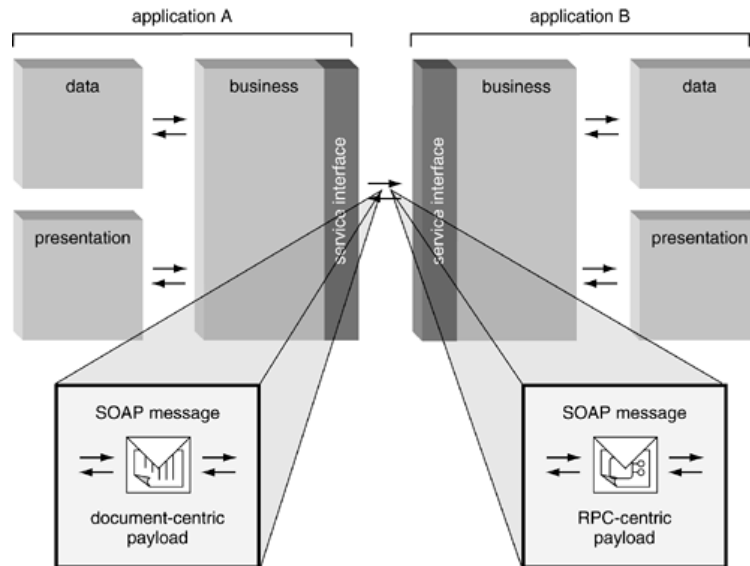 application A
application B
data
business
service interface
presentation
service interface
business
data
presentation
SOAP message
document-centric
payload
SOAP message
RPC-centric
payload